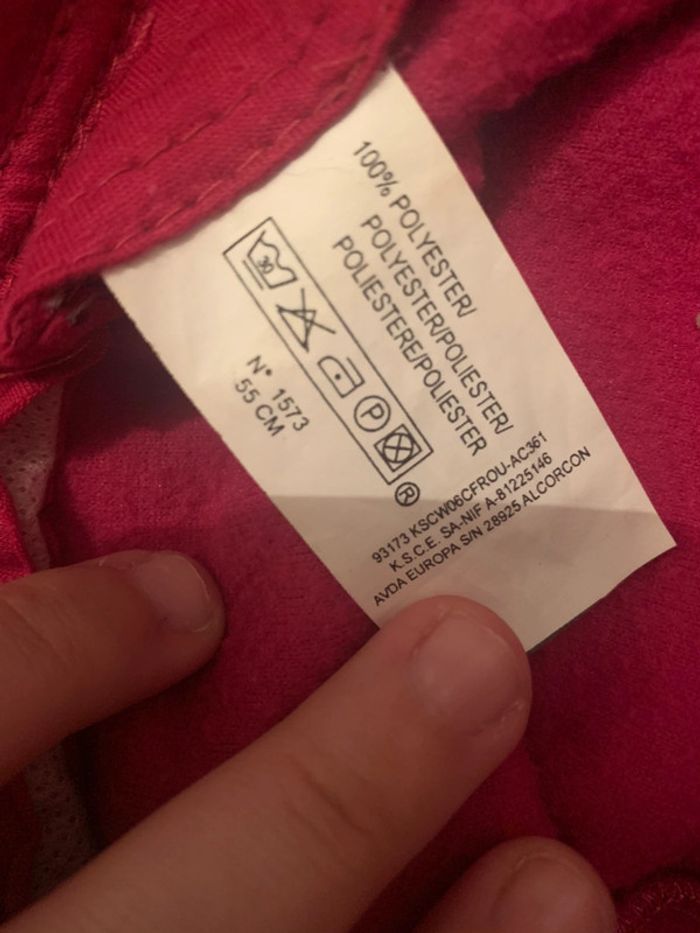 100% POLYESTER/
POLYESTER/POLIESTER/
POLIESTERE/POLIESTER
30
P
®
N° 1573
55 CM
93173 KSCW06CFROU-AC361
K.S.C.E. SA-NIF A-81225146
AVDA EUROPA S/N 28925 ALCORCON